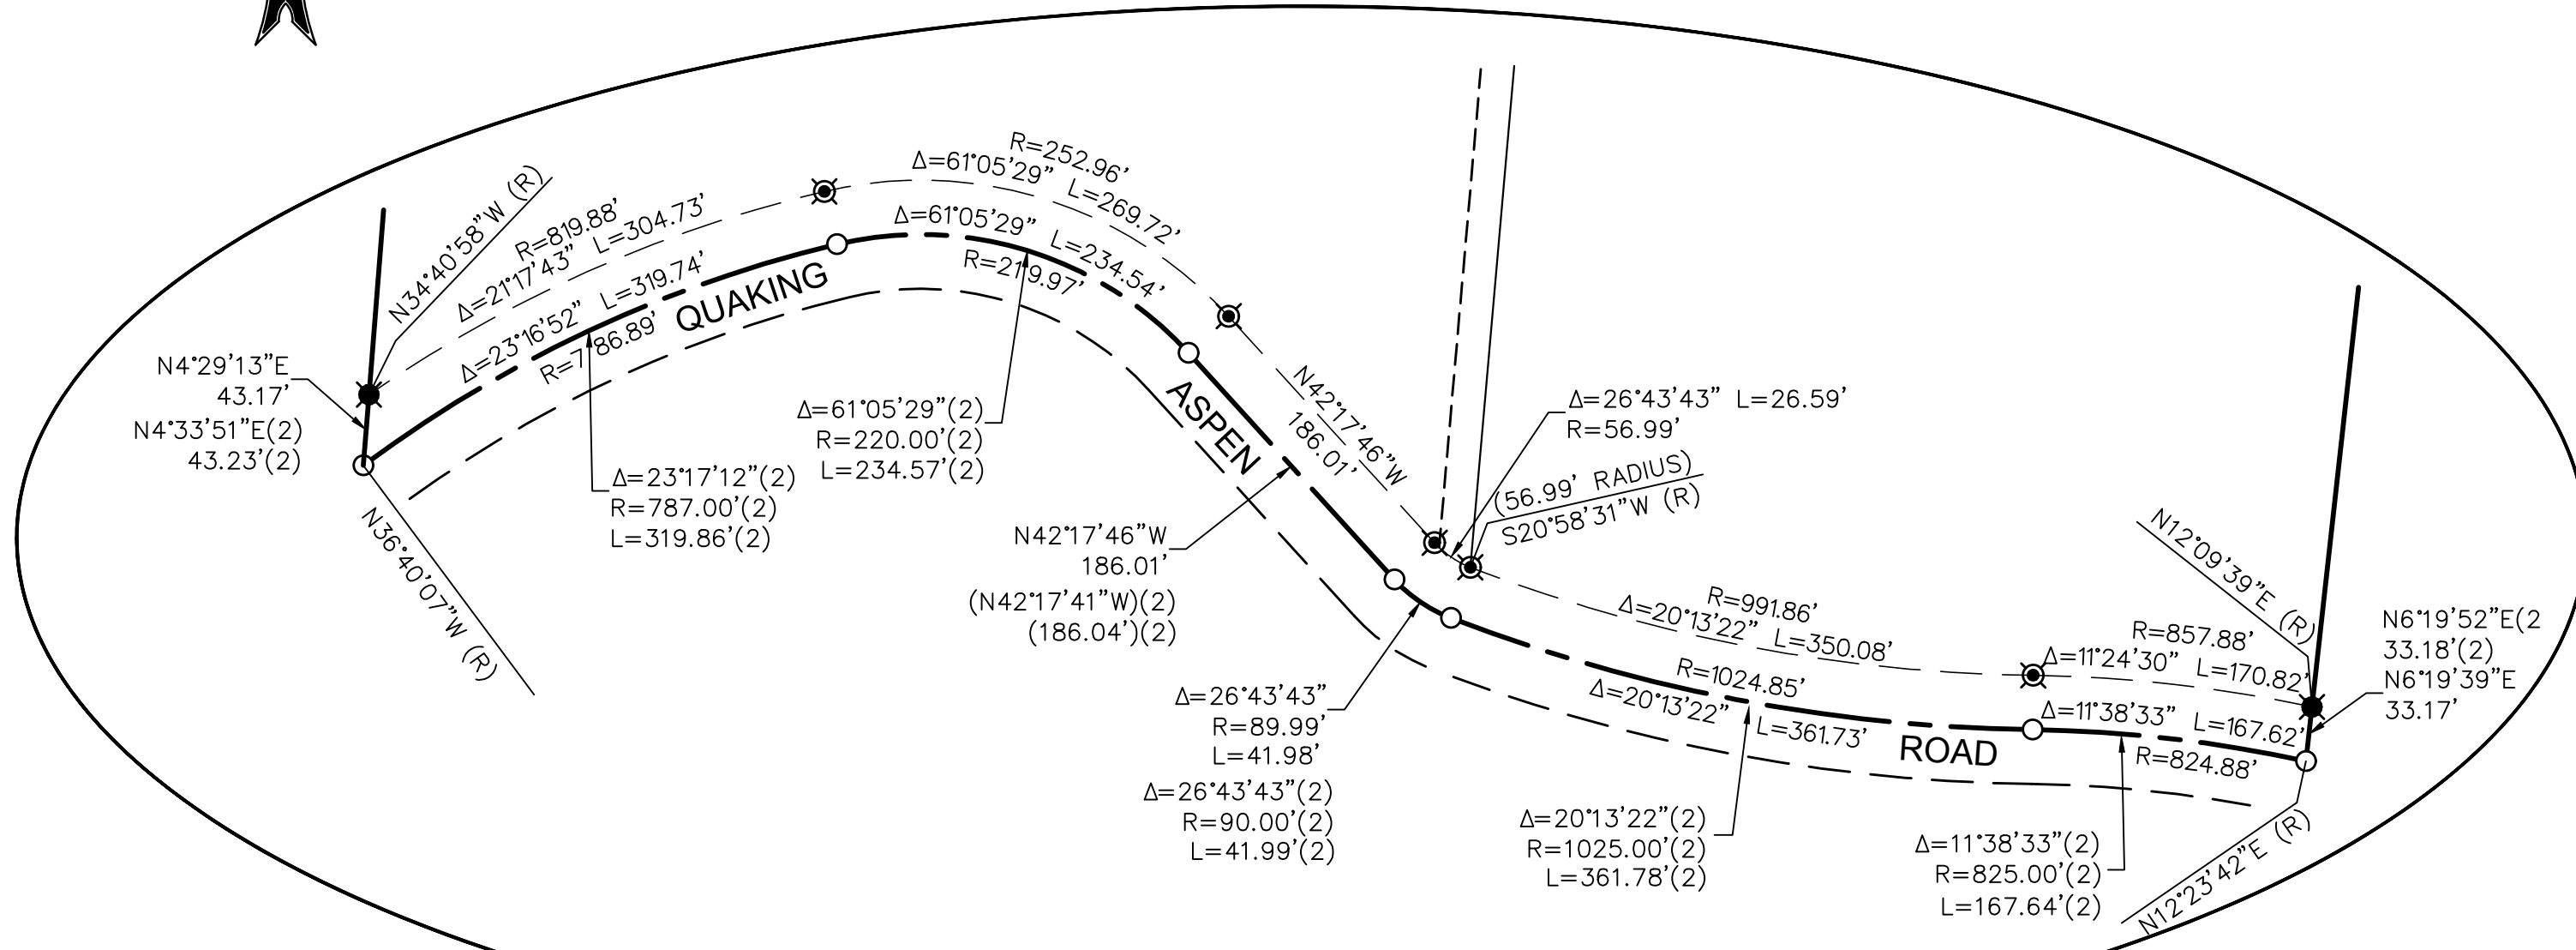 R=252.96’
Δ=61°05’29” L=269.72’
R=819.88’
Δ=21°17’43” L=304.73’
N34°40’58”W (R)
Δ=61°05’29” L=234.54’
R=219.97’
Δ=23°16’52” L=319.74’
R=786.89’
QUAKING
N4°29’13”E
43.17’
N4°33’51”E(2)
43.23’(2)
N36°40’07”W (R)
Δ=23°17’12”(2)
R=787.00’(2)
L=319.86’(2)
Δ=61°05’29”(2)
R=220.00’(2)
L=234.57’(2)
ASPEN
N42°17’46”W
186.01’
N42°17’46”W
186.01’
(N42°17’41”W)(2)
(186.04’)(2)
Δ=26°43’43” L=26.59’
R=56.99’
(56.99’ RADIUS)
S20°58’31”W (R)
Δ=26°43’43”
R=89.99’
L=41.98’
Δ=26°43’43”(2)
R=90.00’(2)
L=41.99’(2)
R=991.86’
Δ=20°13’22” L=350.08’
R=1024.85’
Δ=20°13’22” L=361.73’
Δ=20°13’22”(2)
R=1025.00’(2)
L=361.78’(2)
ROAD
N12°09’39”E (R)
R=857.88’
Δ=11°24’30” L=170.82’
Δ=11°38’33” L=167.62’
R=824.88’
N6°19’52”E(2
33.18’(2)
N6°19’39”E
33.17’
Δ=11°38’33”(2)
R=825.00’(2)
L=167.64’(2)
N12°23’42”E (R)